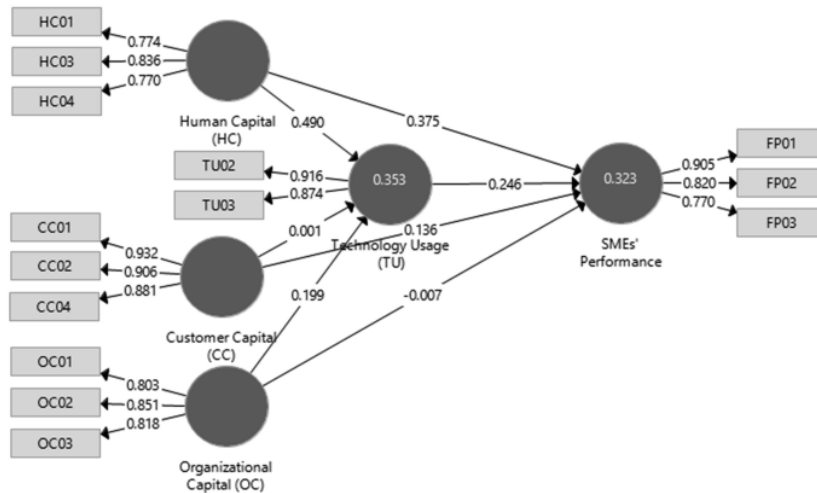 HC01
0.774
HC03
0.836
HC04
0.770
Human Capital
(HC)
0.490
0.375
TU02
0.916
TU03
0.874
0.353
0.246
0.323
0.905
FP01
0.820
FP02
0.770
FP03
CC01
0.932
CC02
0.906
CC04
0.881
0.001
Technology Usage
(TU)
0.136
SMEs'
Performance
0.199
-0.007
Customer Capital
(CC)
OC01
0.803
OC02
0.851
OC03
0.818
Organizational
Capital (OC)